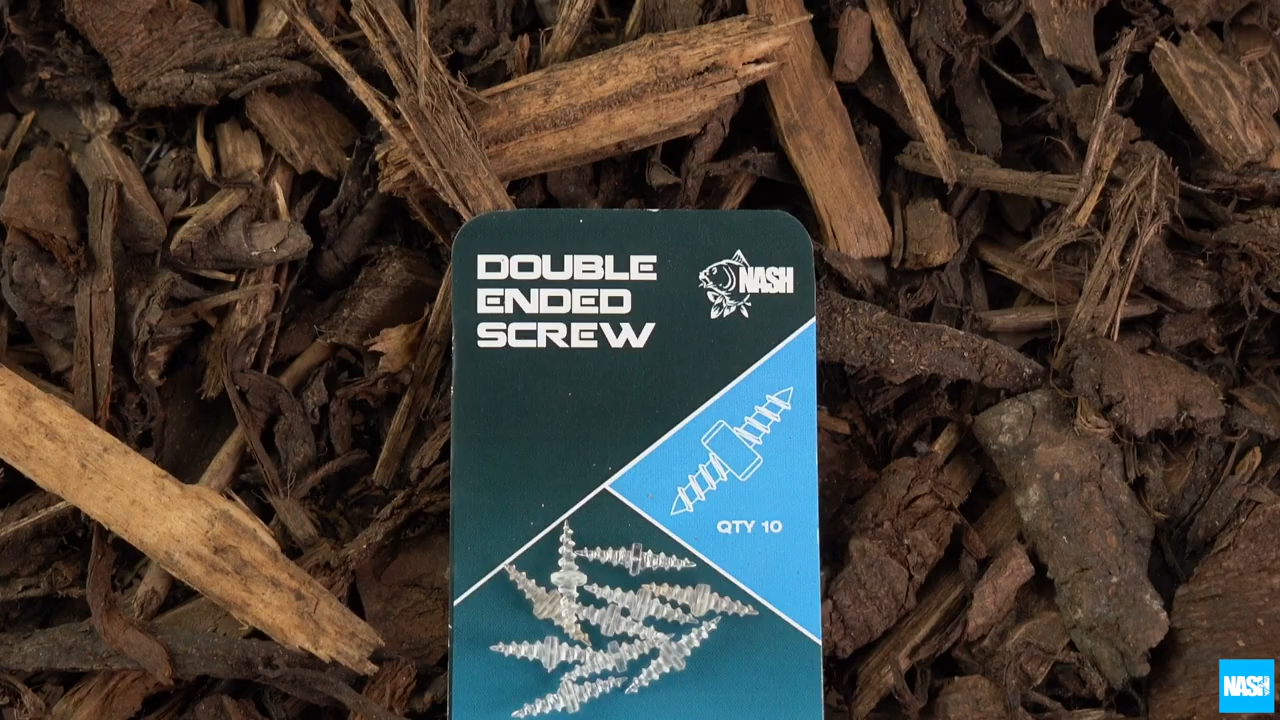 DOUBLE
ENDED
SCREW
NASH
QTY 10
NASH